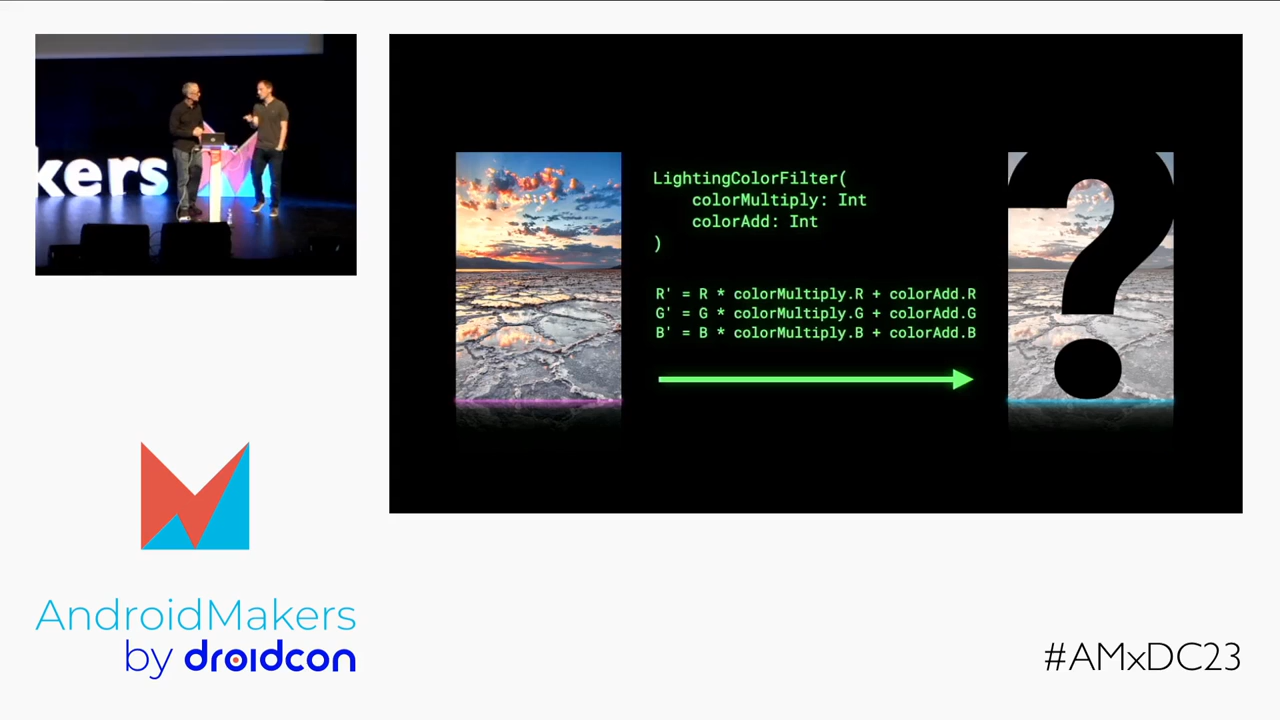 kers
LightingColorFilter(
    colorMultiply: Int
    colorAdd: Int
)
R' = R * colorMultiply.R + colorAdd.R
G' = G * colorMultiply.G + colorAdd.G
B' = B * colorMultiply.B + colorAdd.B
?
AndroidMakers
by droidcon
#AMxDC23